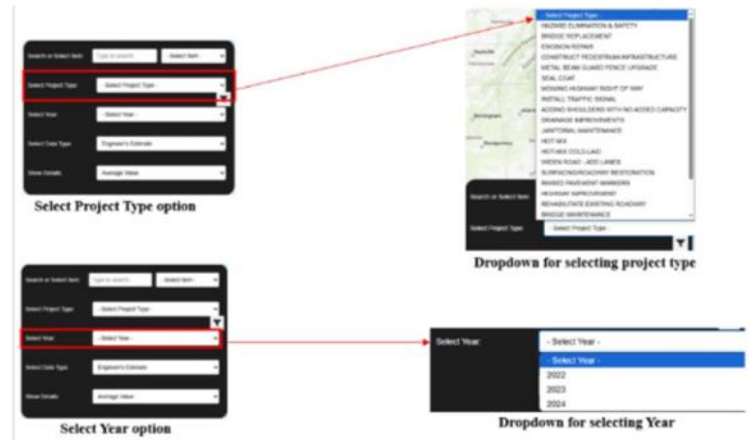 Search or Select Item:
Type to search...
- Select Item -
Select Project Type:
- Select Project Type -
Select Year:
- Select Year -
Select Data Type:
Engineer's Estimate
Show Details:
Average Value
Select Project Type option
Nashville
Birmingham
Montgomery
- Select Project Type -
HAZARD ELIMINATION & SAFETY
BRIDGE REPLACEMENT
EROSION REPAIR
CONSTRUCT PEDESTRIAN INFRASTRUCTURE
METAL BEAM GUARD FENCE UPGRADE
SEAL COAT
MOWING HIGHWAY RIGHT OF WAY
INSTALL TRAFFIC SIGNAL
ADDING SHOULDERS WITH NO ADDED CAPACITY
DRAINAGE IMPROVEMENTS
JANITORIAL MAINTENANCE
HOT MIX
HOT-MIX COLD-LAID
WIDEN ROAD - ADD LANES
SURFACING/ROADWAY RESTORATION
RAISED PAVEMENT MARKERS
HIGHWAY IMPROVEMENT
REHABILITATE EXISTING ROADWAY
BRIDGE MAINTENANCE
Search or Select Item
Select Project Type:
- Select Project Type -
Dropdown for selecting project type
Search or Select Item:
Type to search...
- Select Item -
Select Project Type:
- Select Project Type -
Select Year:
- Select Year -
Select Data Type:
Engineer's Estimate
Show Details:
Average Value
Select Year option
Select Year:
- Select Year -
- Select Year -
2022
2023
2024
Dropdown for selecting Year